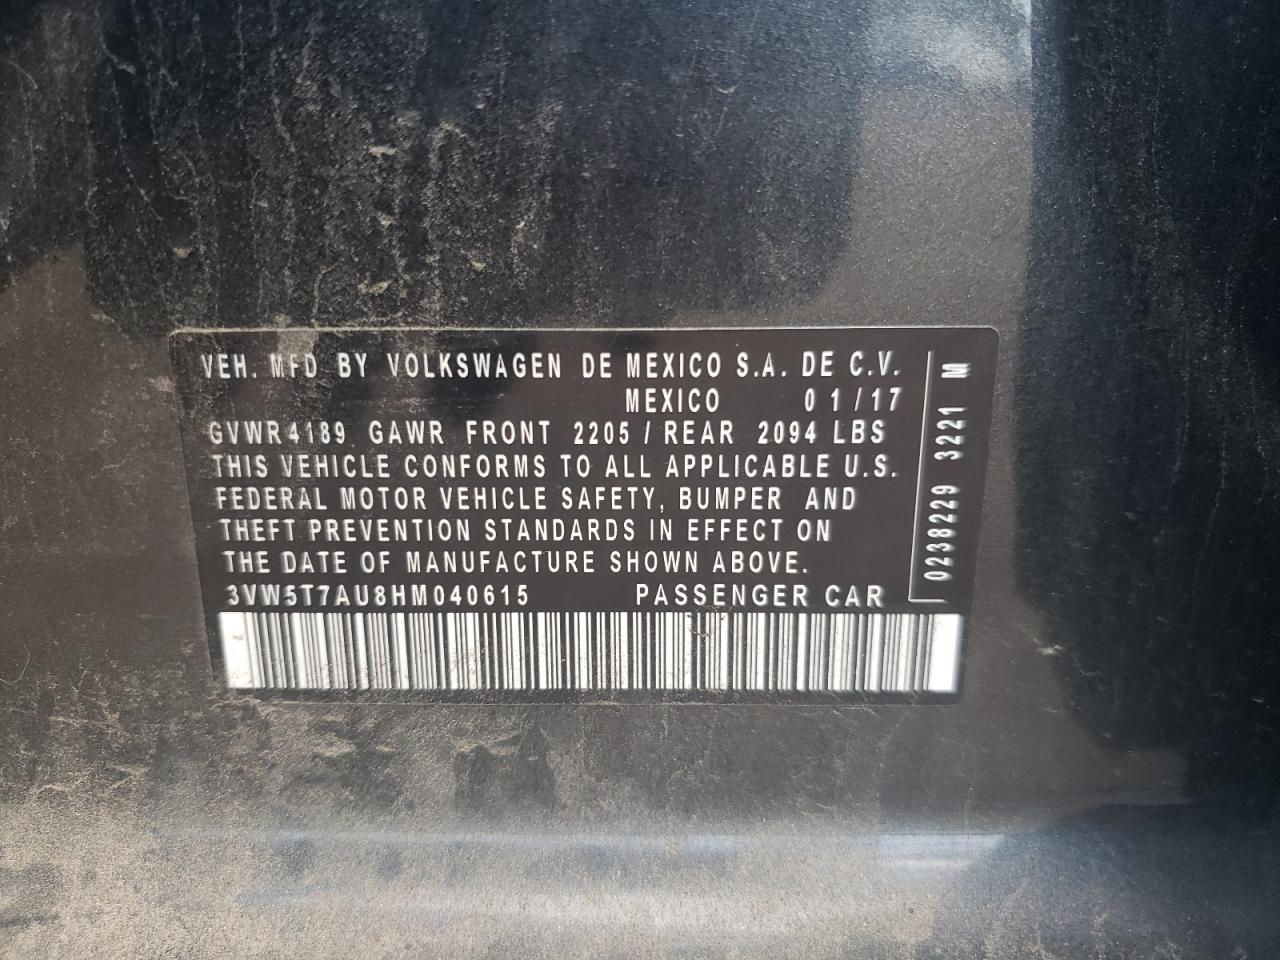 VEH. MFD BY VOLKSWAGEN DE MEXICO S.A. DE C.V.
MEXICO 01/17
GVWR 4189 GAWR FRONT 2205 / REAR 2094 LBS
THIS VEHICLE CONFORMS TO ALL APPLICABLE U.S.
FEDERAL MOTOR VEHICLE SAFETY, BUMPER AND
THEFT PREVENTION STANDARDS IN EFFECT ON
THE DATE OF MANUFACTURE SHOWN ABOVE.
3VW5T7AU8HM040615 PASSENGER CAR
0238229 3221 M